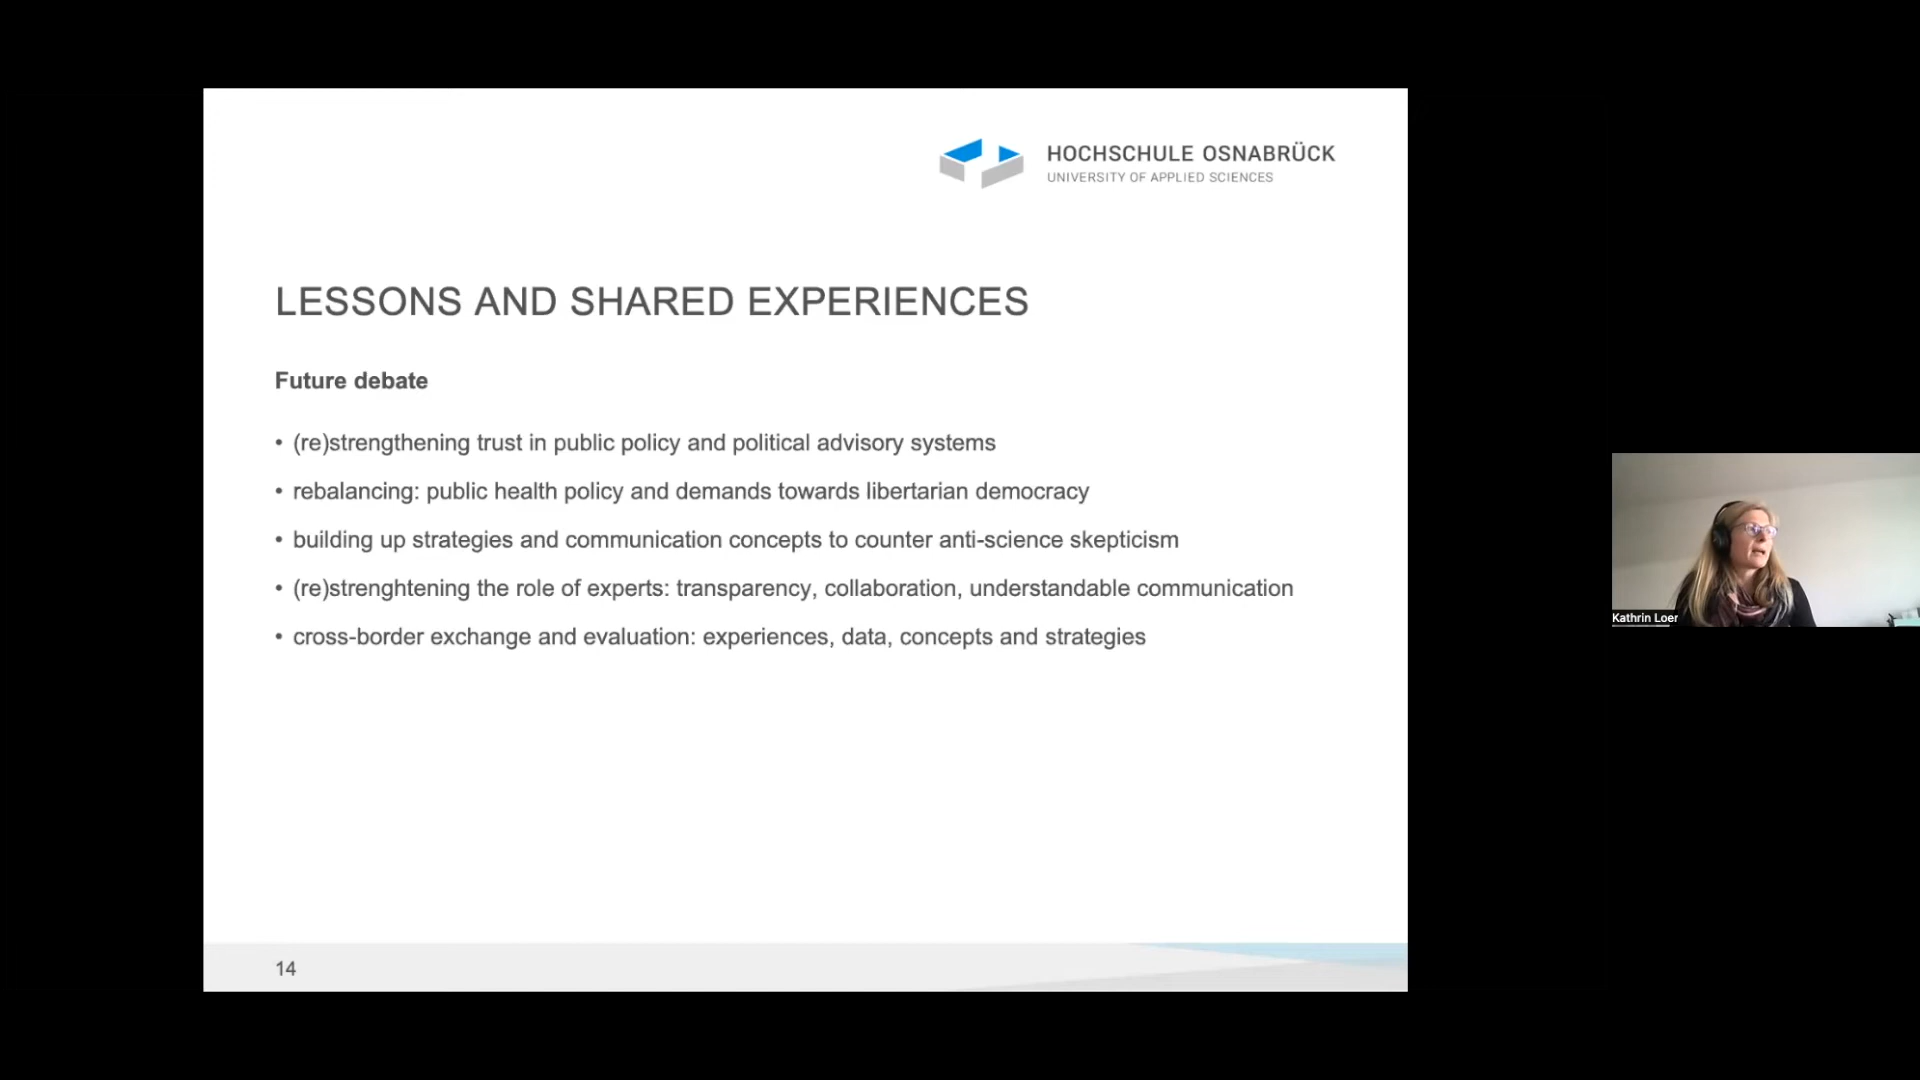 HOCHSCHULE OSNABRÜCK
UNIVERSITY OF APPLIED SCIENCES
LESSONS AND SHARED EXPERIENCES
Future debate
• (re)strengthening trust in public policy and political advisory systems
• rebalancing: public health policy and demands towards libertarian democracy
• building up strategies and communication concepts to counter anti-science skepticism
• (re)strenghtening the role of experts: transparency, collaboration, understandable communication
• cross-border exchange and evaluation: experiences, data, concepts and strategies
Kathrin Loer
14